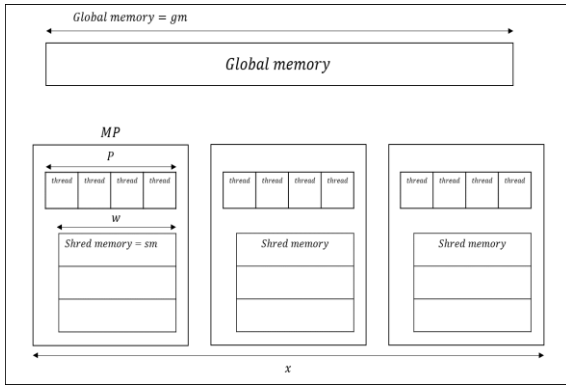 Global memory = gm
Global memory
MP
P
thread thread thread thread
thread thread thread thread
thread thread thread thread
w
Shred memory = sm
Shred memory
Shred memory
x